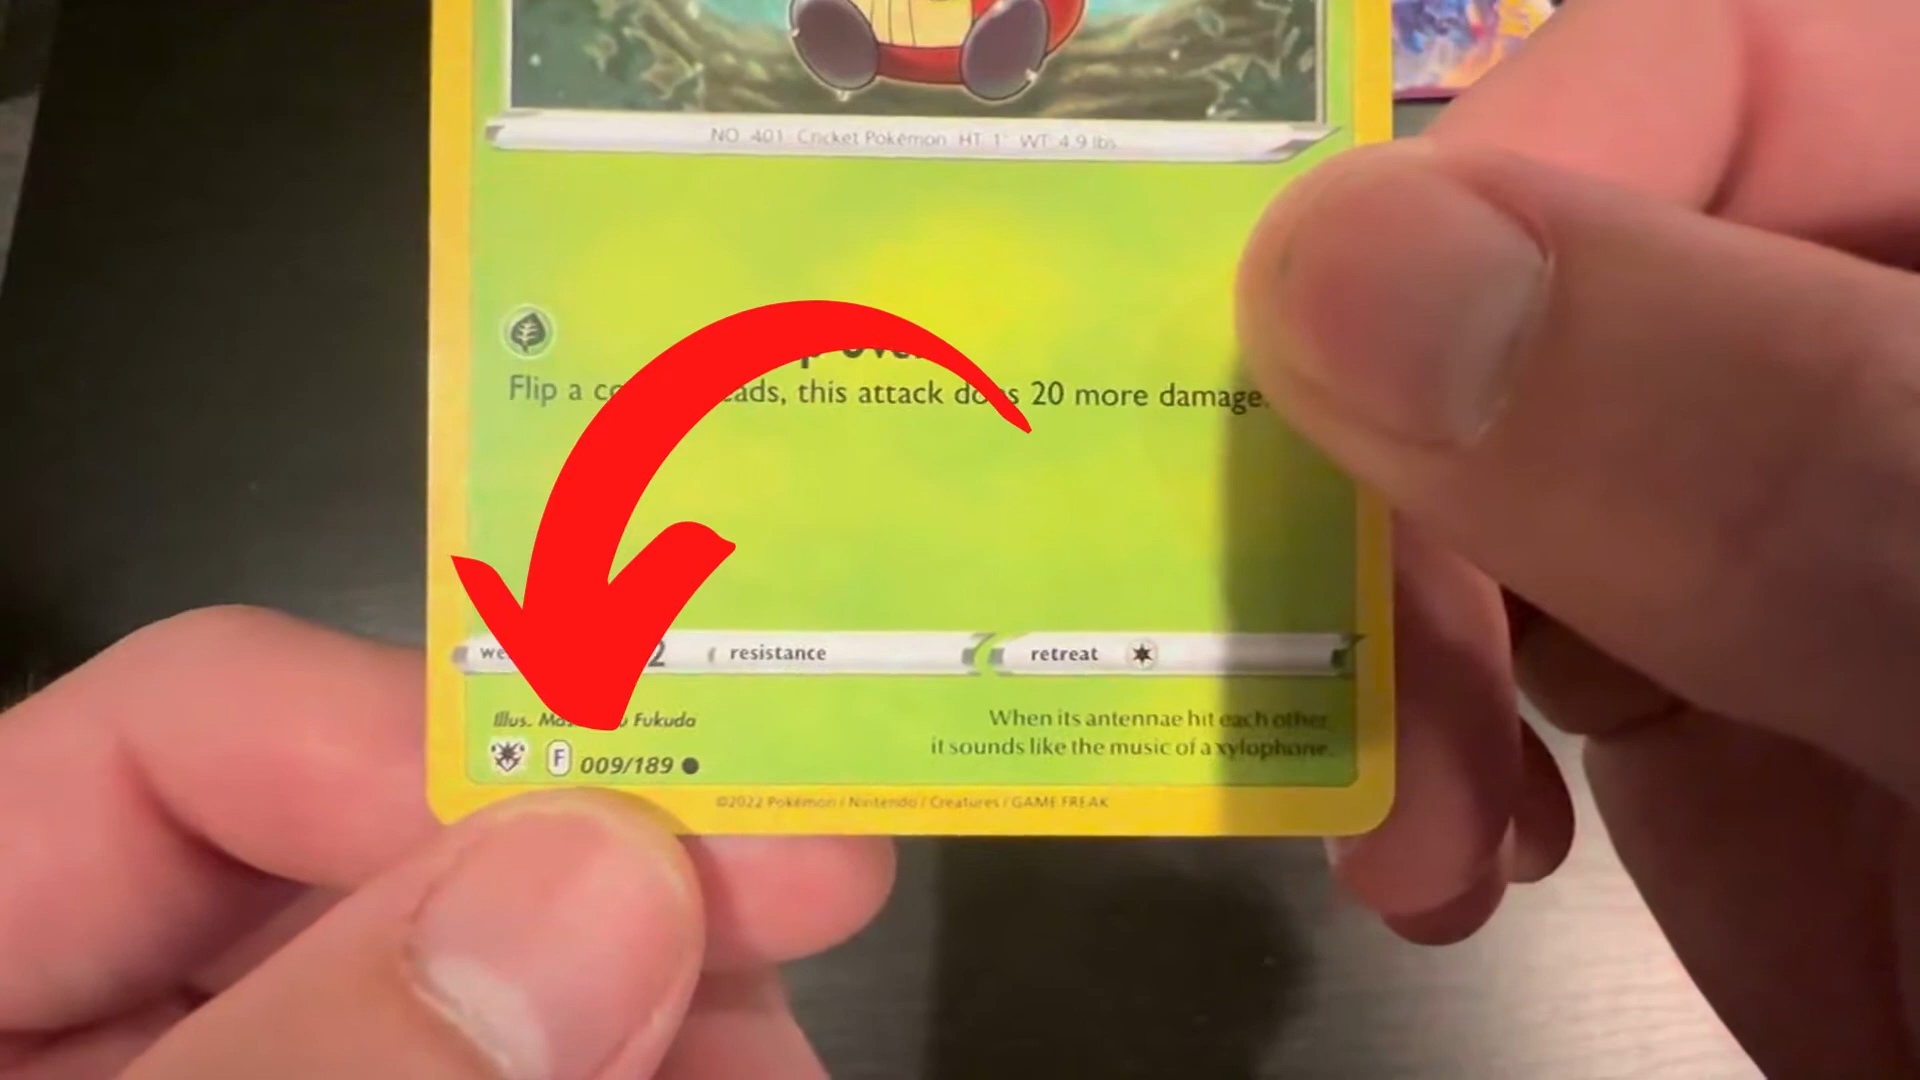 NO. 401 Cricket Pokémon HT: 1' WT: 4.9 lbs.
Flip a ads, this attack does 20 more damage.
resistance
retreat
Illus. Fukuda
When its antennae hit each other,
it sounds like the music of a xylophone.
F 009/189
©2022 Pokémon / Nintendo / Creatures / GAME FREAK